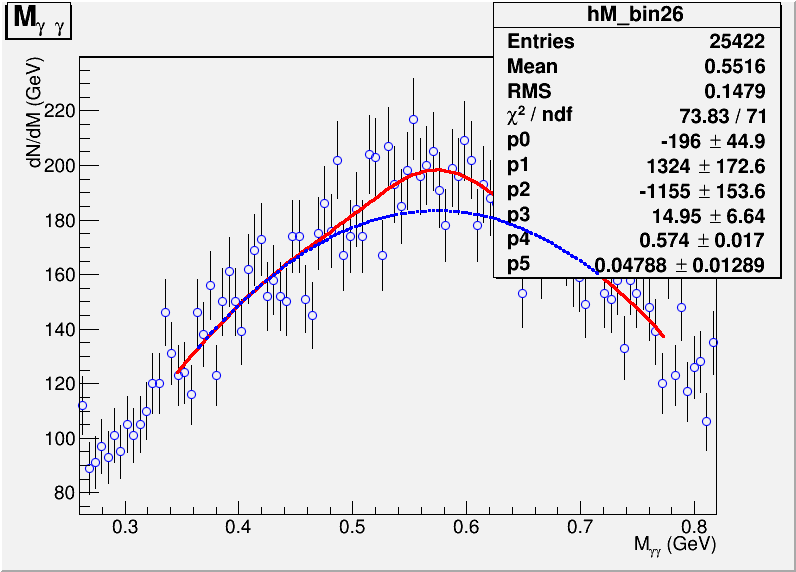 Mγ γ
hM_bin26
Entries 25422
Mean 0.5516
RMS 0.1479
χ² / ndf 73.83 / 71
p0 -196 ± 44.9
p1 1324 ± 172.6
p2 -1155 ± 153.6
p3 14.95 ± 6.64
p4 0.574 ± 0.017
p5 0.04788 ± 0.01289
dN/dM (GeV)
220
200
180
160
140
120
100
80
0.3 0.4 0.5 0.6 0.7 0.8
Mγγ (GeV)